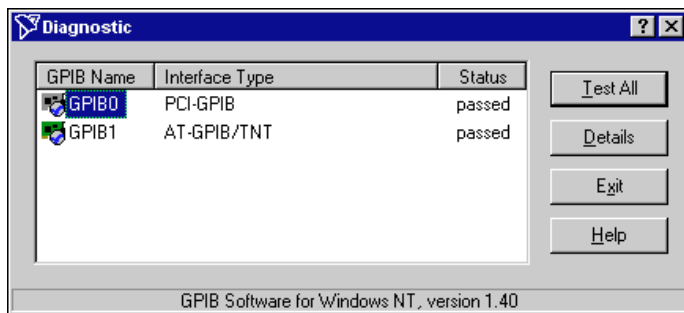 Diagnostic
GPIB Name Interface Type Status
GPIB0 PCI-GPIB passed
GPIB1 AT-GPIB/TNT passed
Test All
Details
Exit
Help
GPIB Software for Windows NT, version 1.40